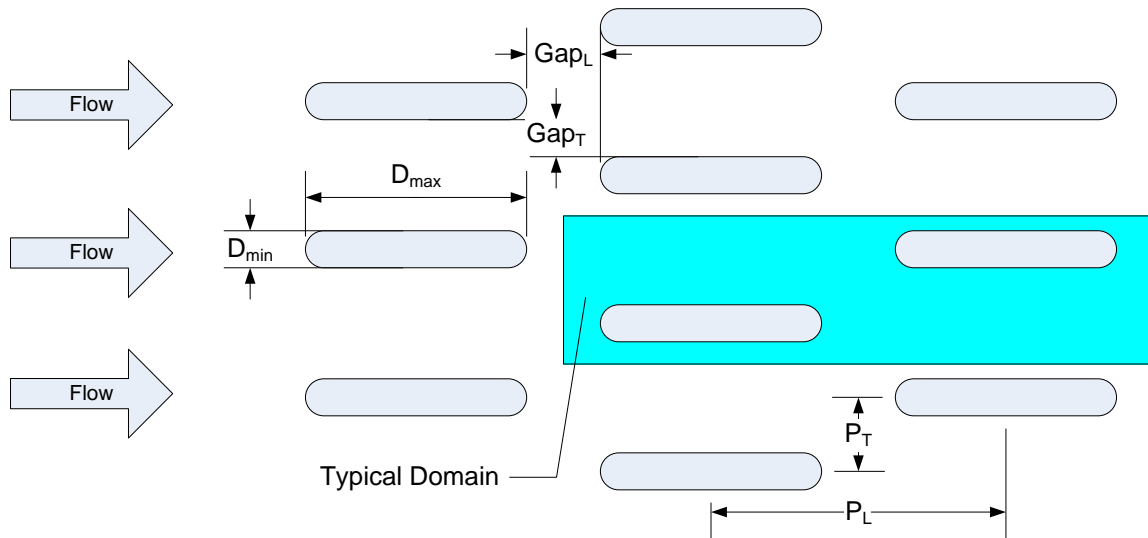 Gap_L
Flow
Gap_T
D_max
Flow
D_min
Flow
P_T
Typical Domain
P_L